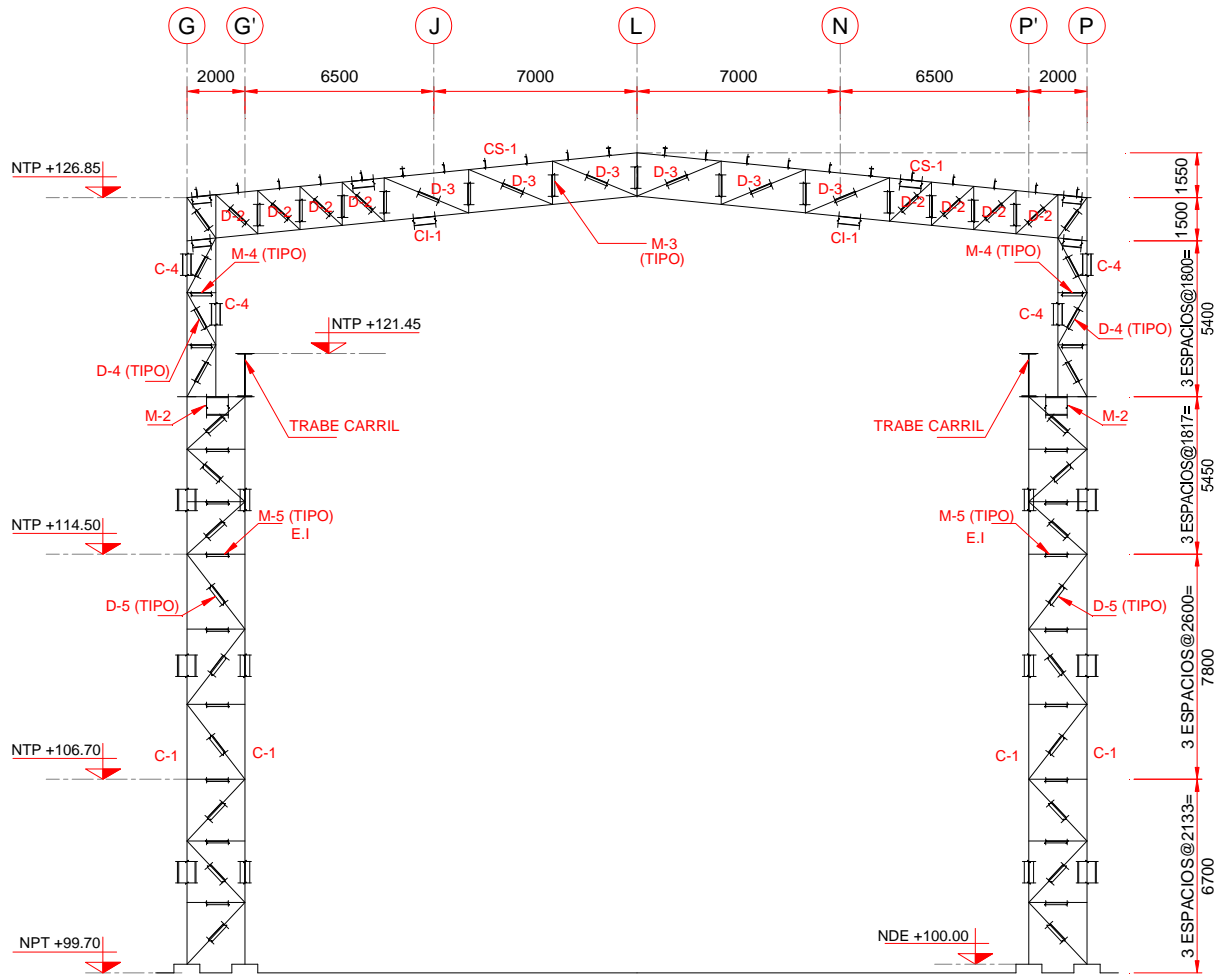 G G' J L N P' P
2000 6500 7000 7000 6500 2000
CS-1
CS-1
NTP +126.85
1550
D-3 D-3 D-3 D-3 D-3 D-3
D-2 D-2 D-2 D-2 D-2 D-2 D-2 D-2
1500
CI-1
CI-1
M-3
(TIPO)
M-4 (TIPO)
M-4 (TIPO)
C-4
C-4
C-4
C-4
3 ESPACIOS@1800=
5400
NTP +121.45
D-4 (TIPO)
D-4 (TIPO)
M-2
M-2
TRABE CARRIL
TRABE CARRIL
3 ESPACIOS@1817=
5450
M-5 (TIPO)
E.I
M-5 (TIPO)
E.I
NTP +114.50
D-5 (TIPO)
D-5 (TIPO)
3 ESPACIOS@2600=
7800
NTP +106.70
C-1
C-1
C-1
C-1
3 ESPACIOS@2133=
6700
NPT +99.70
NDE +100.00